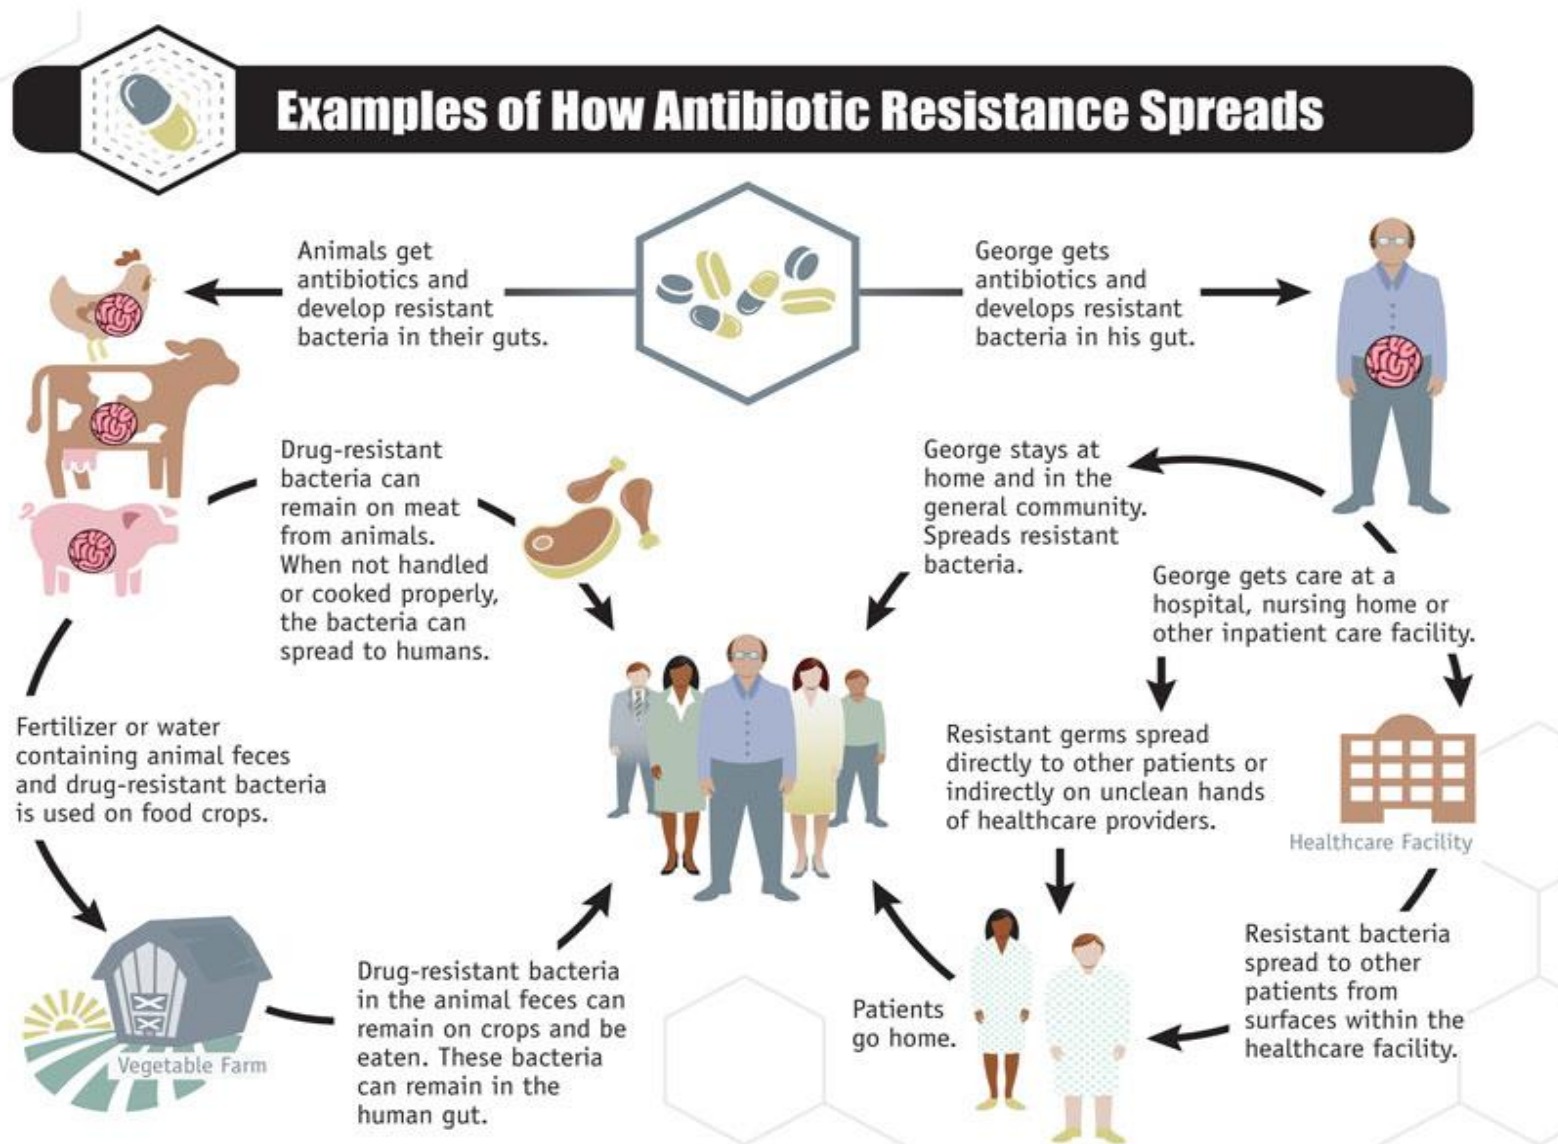 Examples of How Antibiotic Resistance Spreads
Animals get
antibiotics and
develop resistant
bacteria in their guts.
George gets
antibiotics and
develops resistant
bacteria in his gut.
Drug-resistant
bacteria can
remain on meat
from animals.
When not handled
or cooked properly,
the bacteria can
spread to humans.
George stays at
home and in the
general community.
Spreads resistant
bacteria.
George gets care at a
hospital, nursing home or
other inpatient care facility.
Fertilizer or water
containing animal feces
and drug-resistant bacteria
is used on food crops.
Resistant germs spread
directly to other patients or
indirectly on unclean hands
of healthcare providers.
Healthcare Facility
Vegetable Farm
Drug-resistant bacteria
in the animal feces can
remain on crops and be
eaten. These bacteria
can remain in the
human gut.
Patients
go home.
Resistant bacteria
spread to other
patients from
surfaces within the
healthcare facility.